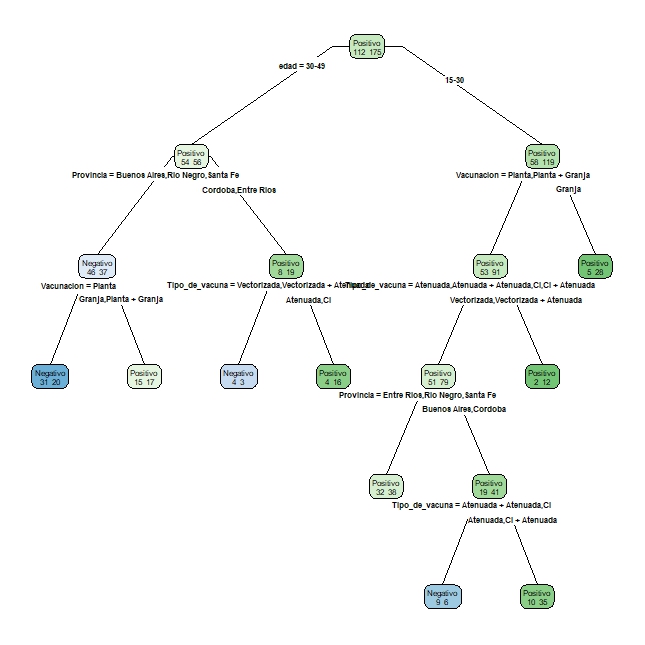 Positivo
112 175
edad = 30-49
15-30
Positivo
54 56
Positivo
58 119
Provincia = Buenos Aires,Rio Negro,Santa Fe
Cordoba,Entre Rios
Vacunacion = Planta,Planta + Granja
Granja
Negativo
46 37
Positivo
8 19
Positivo
53 91
Positivo
5 28
Vacunacion = Planta
Granja,Planta + Granja
Tipo_de_vacuna = Vectorizada,Vectorizada + Atenuada
Atenuada,CI
Tipo_de_vacuna = Atenuada,Atenuada + Atenuada,CI,CI + Atenuada
Vectorizada,Vectorizada + Atenuada
Negativo
31 20
Positivo
15 17
Negativo
4 3
Positivo
4 16
Positivo
51 79
Positivo
2 12
Provincia = Entre Rios,Rio Negro,Santa Fe
Buenos Aires,Cordoba
Positivo
32 38
Positivo
19 41
Tipo_de_vacuna = Atenuada + Atenuada,CI
Atenuada,CI + Atenuada
Negativo
9 6
Positivo
10 35